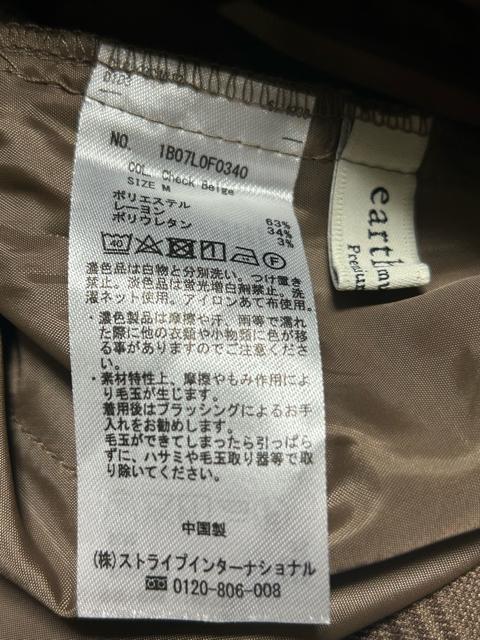 NO. 1B07L0F0340
COL. Check Beige
SIZE M
ポリエステル 63%
レーヨン 34%
ポリウレタン 3%
40 F
濃色品は白物と分別洗い。つけ置き
禁止。淡色品は蛍光増白剤禁止、洗
濯ネット使用。アイロンあて布使用。
・濃色製品は摩擦や汗、雨等で濡れ
た際に他の衣類や小物類に色が移
る事がありますのでご注意くださ
い。
・素材特性上、摩擦やもみ作用によ
り毛玉が生じます。
着用後はブラッシングによるお手
入れをお勧めします。
毛玉ができてしまったら引っぱら
ずに、ハサミや毛玉取り器等で取
り除いてください。
中国製
(株)ストライプインターナショナル
0120-806-008
earth